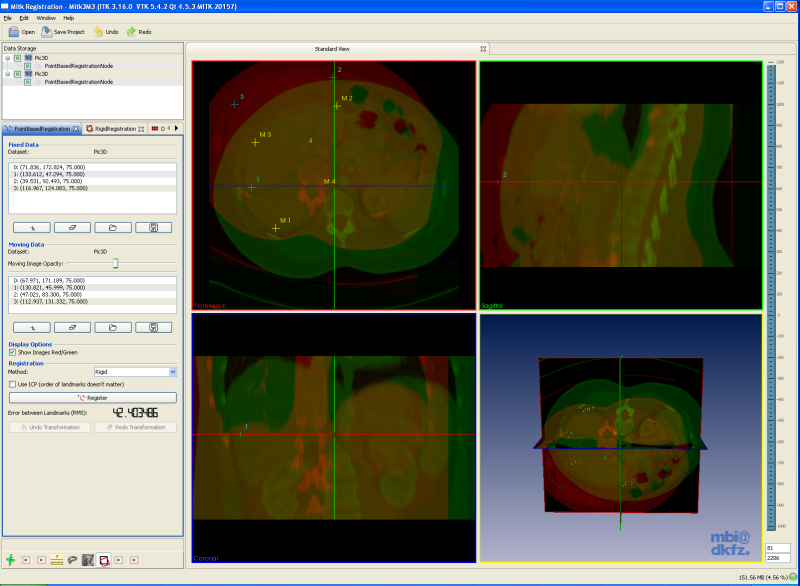 Mitk Registration - Mitk3M3 (ITK 3.16.0 VTK 5.4.2 Qt 4.5.3 MITK 20157)
File Edit Window Help
Open Save Project Undo Redo
Data Storage
Pic3D
PointBasedRegistrationNode
Pic3D
PointBasedRegistrationNode
PointBasedRegistration RigidRegistration D
Fixed Data
Dataset: Pic3D
0: (71.836, 172.824, 75.000)
1: (133.612, 47.294, 75.000)
2: (39.531, 92.493, 75.000)
3: (116.967, 124.083, 75.000)
Moving Data
Dataset: Pic3D
Moving Image Opacity:
0: (67.971, 171.189, 75.000)
1: (130.821, 45.999, 75.000)
2: (47.021, 83.300, 75.000)
3: (112.937, 131.332, 75.000)
Display Options
Show Images Red/Green
Registration
Method: Rigid
Use ICP (order of landmarks doesn't matter)
Register
Error between Landmarks (RMS): 42.403486
Undo Transformation Redo Transformation
Standard View
2
3
M 2
M 3
4
1
M 4
M 1
Transversal
2
Sagittal
1
Coronal
mbi@
dkfz.
81
2206
151.56 MB (4.56 %)